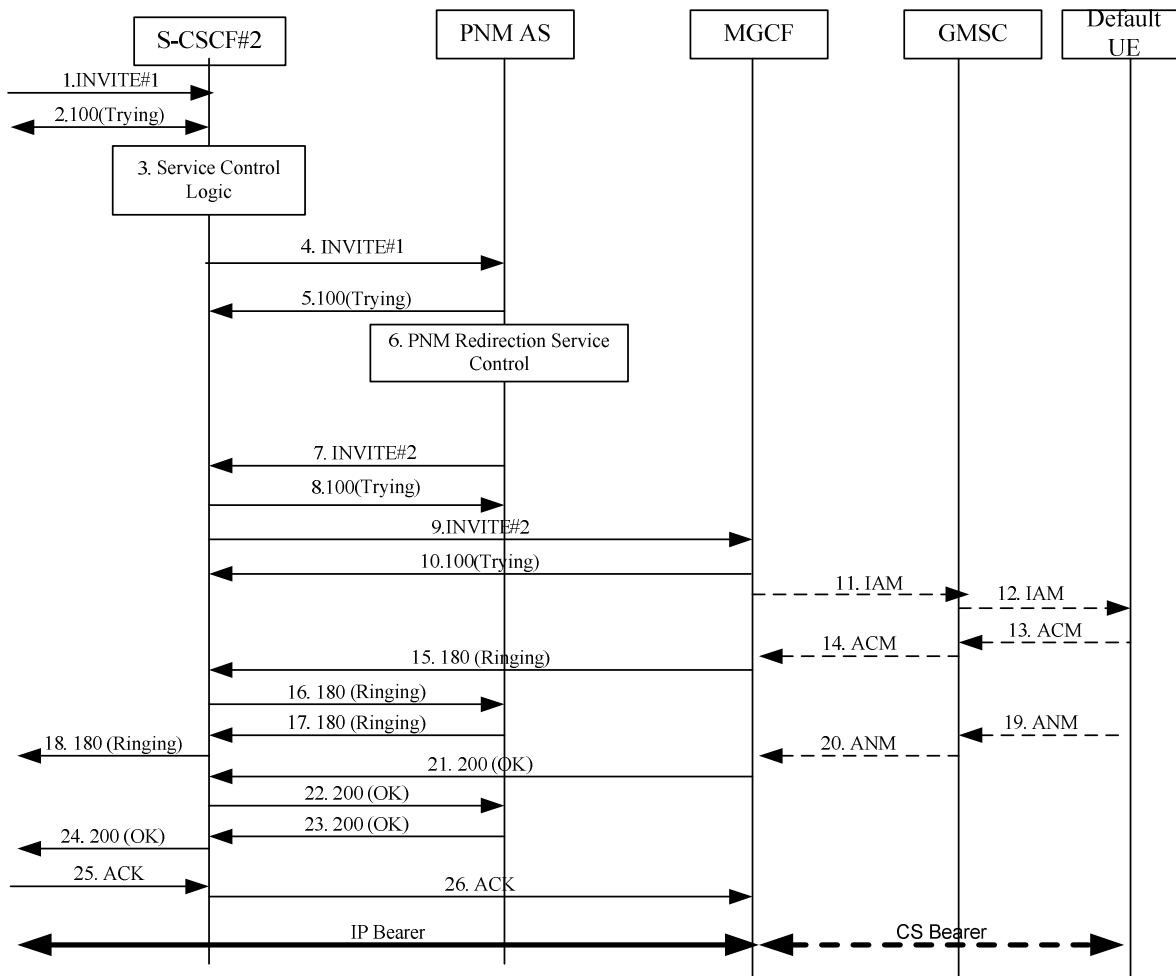 S-CSCF#2
PNM AS
MGCF
GMSC
Default
UE
1.INVITE#1
2.100(Trying)
3. Service Control
Logic
4. INVITE#1
5.100(Trying)
6. PNM Redirection Service
Control
7. INVITE#2
8.100(Trying)
9.INVITE#2
10.100(Trying)
11. IAM
12. IAM
13. ACM
14. ACM
15. 180 (Ringing)
16. 180 (Ringing)
17. 180 (Ringing)
18. 180 (Ringing)
19. ANM
20. ANM
21. 200 (OK)
22. 200 (OK)
23. 200 (OK)
24. 200 (OK)
25. ACK
26. ACK
IP Bearer
CS Bearer